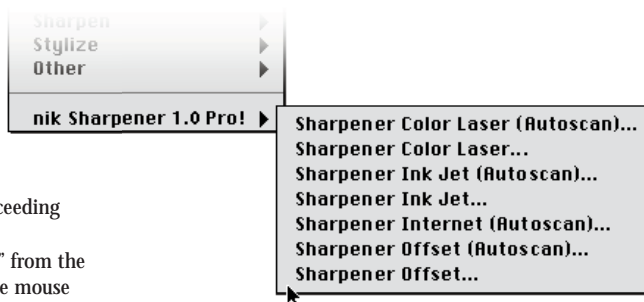 Sharpen
Stylize
Other
nik Sharpener 1.0 Pro!
Sharpener Color Laser (Autoscan)...
Sharpener Color Laser...
Sharpener Ink Jet (Autoscan)...
Sharpener Ink Jet...
Sharpener Internet (Autoscan)...
Sharpener Offset (Autoscan)...
Sharpener Offset...
ceeding
” from the
e mouse